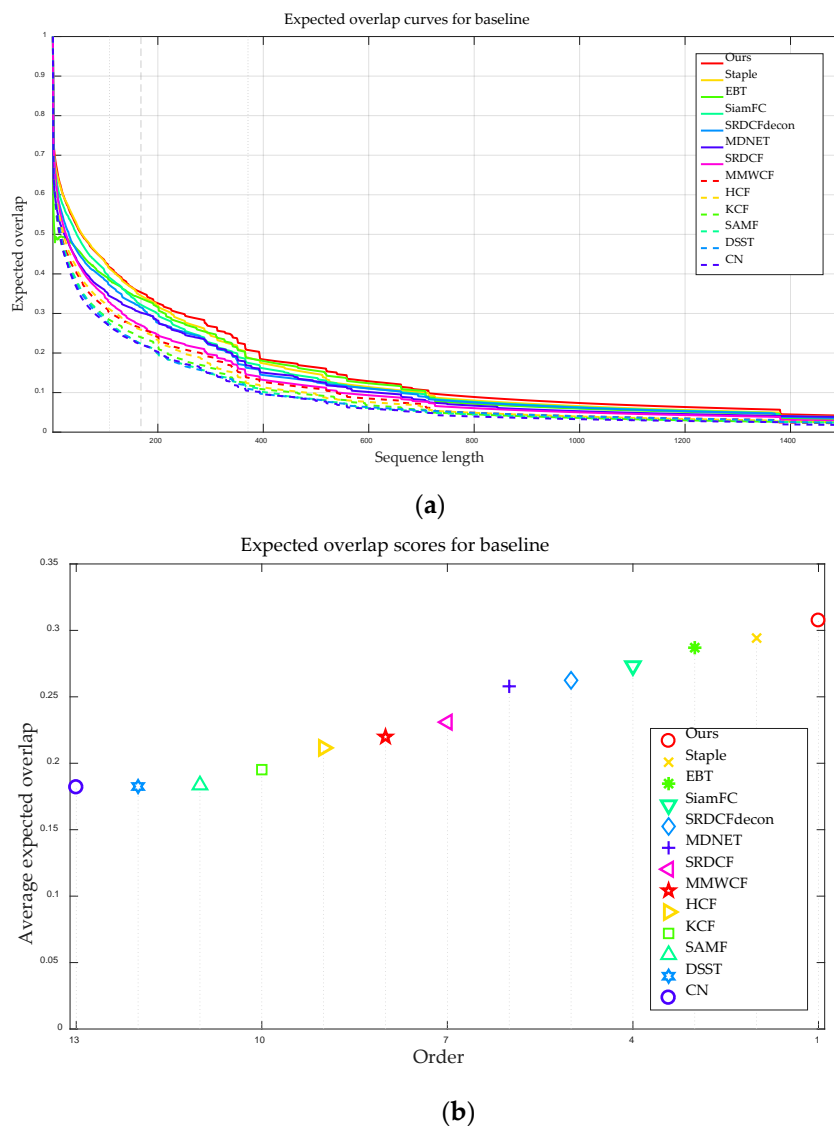 Expected overlap curves for baseline
1
0.9
0.8
0.7
0.6
0.5
0.4
0.3
0.2
0.1
0
Expected overlap
200
400
600
800
1000
1200
1400
Sequence length
Ours
Staple
EBT
SiamFC
SRDCFdecon
MDNET
SRDCF
MMWCF
HCF
KCF
SAMF
DSST
CN
(a)
Expected overlap scores for baseline
0.35
0.3
0.25
0.2
0.15
0.1
0.05
0
Average expected overlap
13
10
7
4
1
Order
Ours
Staple
EBT
SiamFC
SRDCFdecon
MDNET
SRDCF
MMWCF
HCF
KCF
SAMF
DSST
CN
(b)